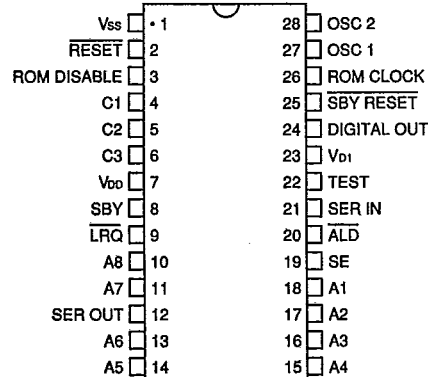 Vss • 1 28 OSC 2
RESET 2 27 OSC 1
ROM DISABLE 3 26 ROM CLOCK
C1 4 25 SBY RESET
C2 5 24 DIGITAL OUT
C3 6 23 VD1
VDD 7 22 TEST
SBY 8 21 SER IN
LRQ 9 20 ALD
A8 10 19 SE
A7 11 18 A1
SER OUT 12 17 A2
A6 13 16 A3
A5 14 15 A4